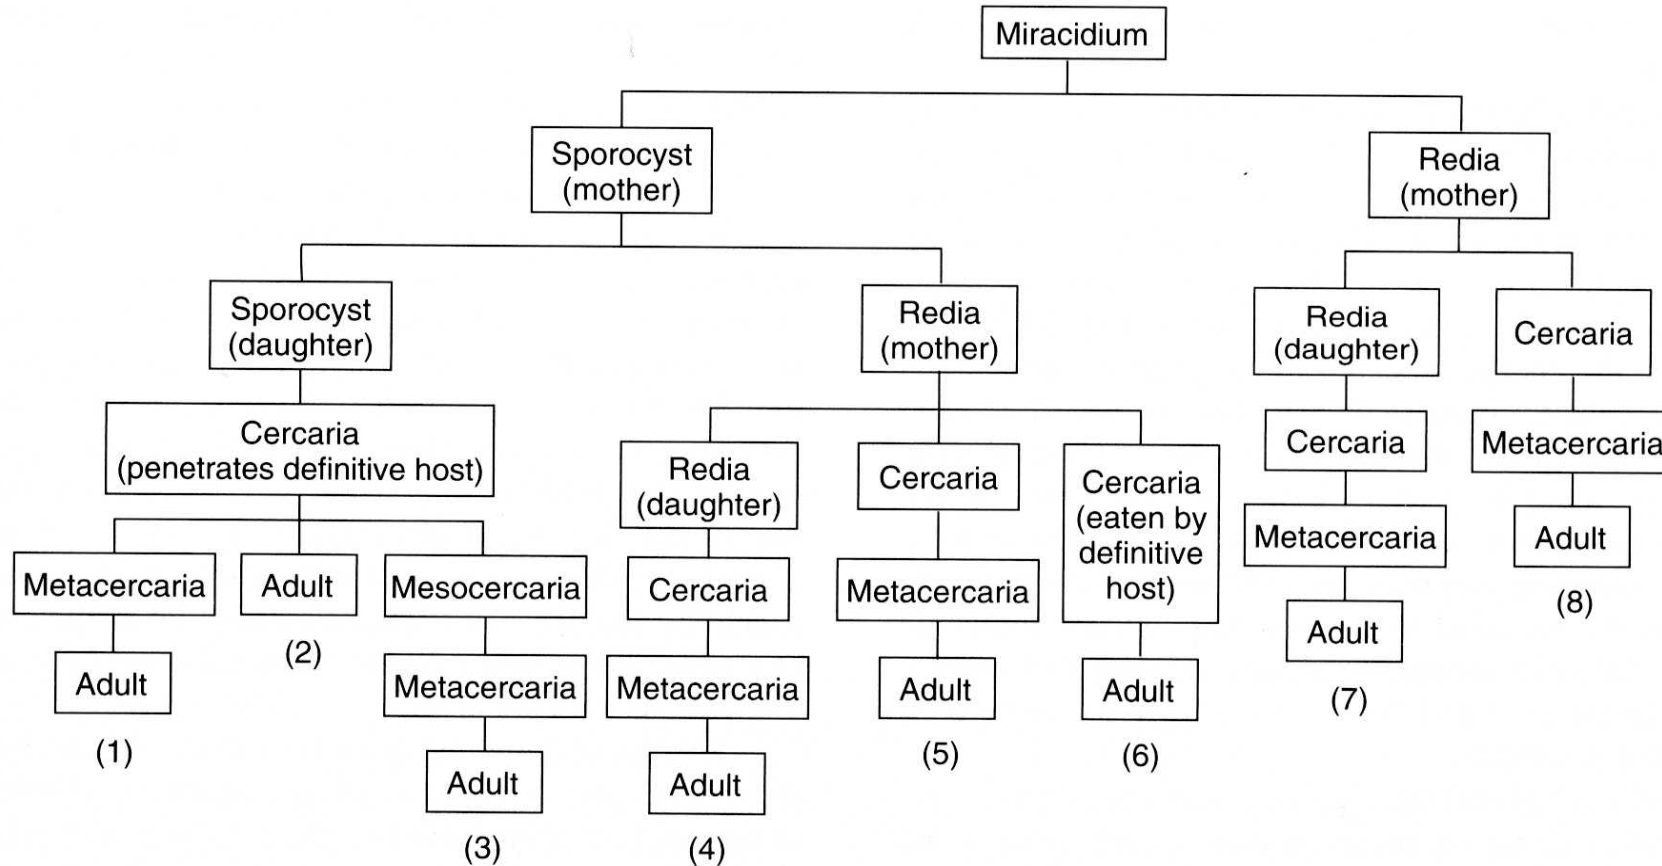 Miracidium
Sporocyst
(mother)
Redia
(mother)
Sporocyst
(daughter)
Redia
(mother)
Redia
(daughter)
Cercaria
Cercaria
(penetrates definitive host)
Redia
(daughter)
Cercaria
Cercaria
(eaten by
definitive
host)
Cercaria
Metacercaria
Metacercaria
Adult
Mesocercaria
Cercaria
Metacercaria
Metacercaria
Adult
Adult
(2)
Metacercaria
Metacercaria
Adult
Adult
Adult
(8)
(1)
Adult
(3)
Adult
(4)
(5)
(6)
(7)